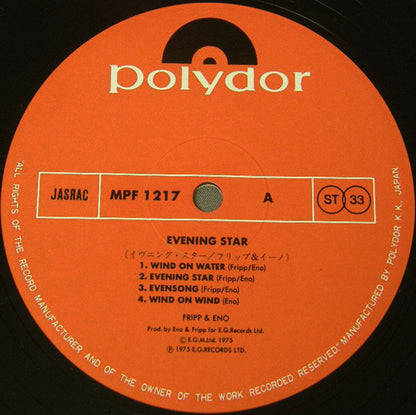 polydor
JASRAC
MPF 1217
A
ST 33
EVENING STAR
(イヴニング・スター/フリップ&イーノ)
1. WIND ON WATER (Fripp/Eno)
2. EVENING STAR (Fripp/Eno)
3. EVENSONG (Fripp/Eno)
4. WIND ON WIND (Eno)
FRIPP & ENO
Prod. by Eno & Fripp for E.G.Records Ltd.
Ⓒ E.G.M.Ltd. 1975
Ⓟ 1975 E.G.RECORDS LTD.
"ALL RIGHTS OF THE RECORD MANUFACTURER AND OF THE OWNER OF THE WORK RECORDED RESERVED." MANUFACTURED BY POLYDOR K.K., JAPAN.